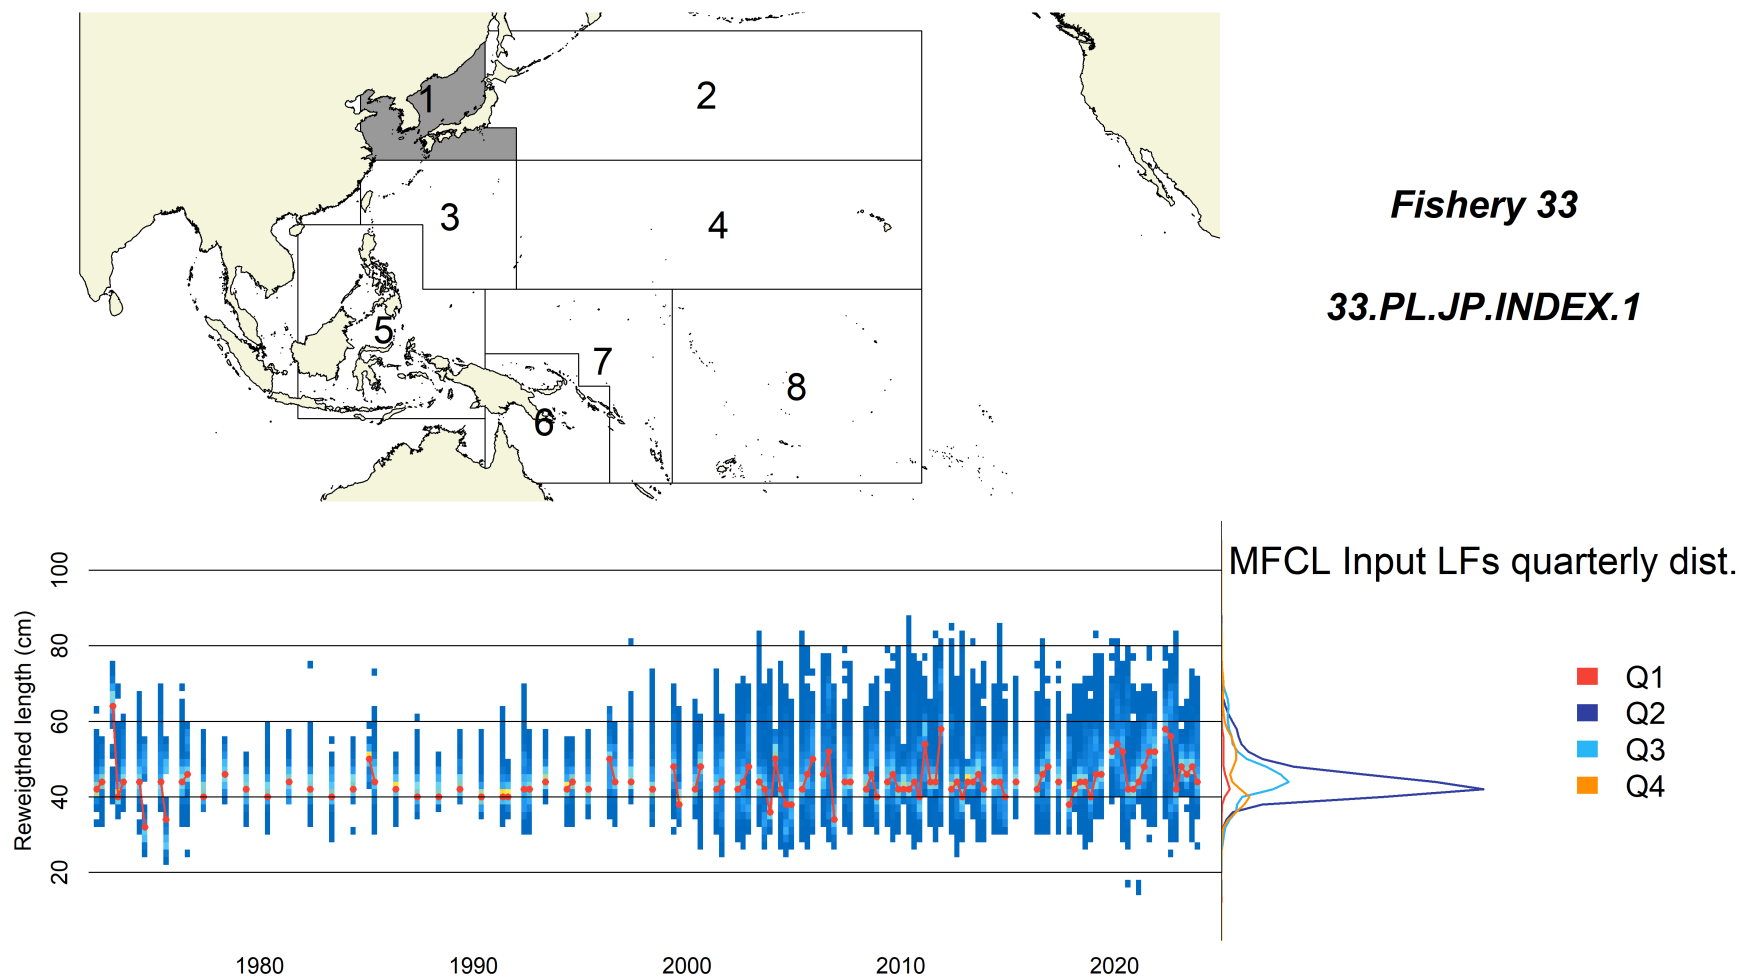 1
2
3
4
5
6
7
8
Fishery 33
33.PL.JP.INDEX.1
MFCL Input LFs quarterly dist.
Reweigthed length (cm)
100
80
60
40
20
1980
1990
2000
2010
2020
Q1
Q2
Q3
Q4